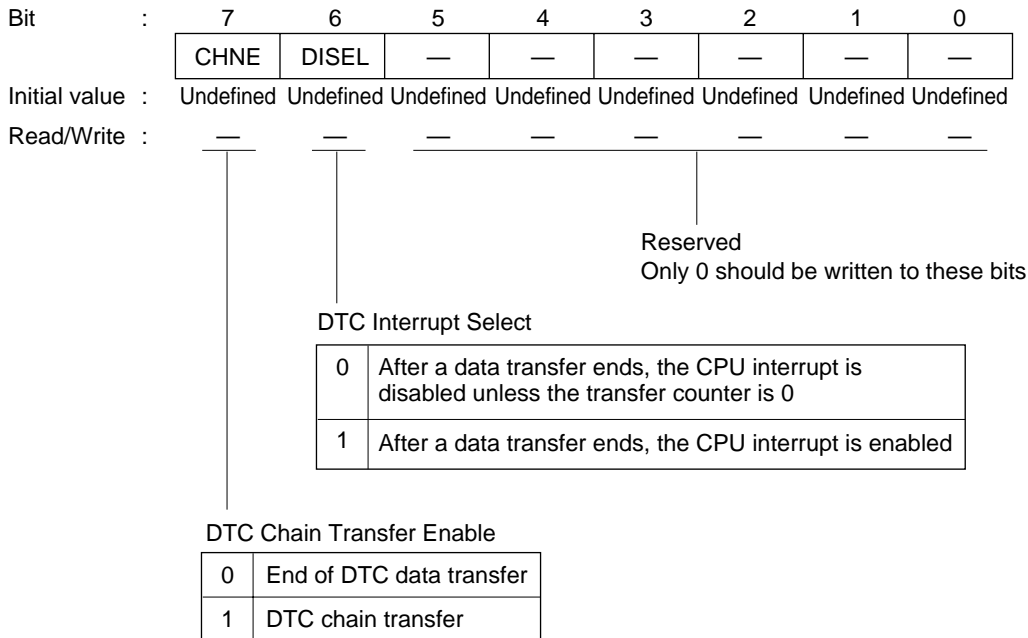 Bit : 7 6 5 4 3 2 1 0
CHNE DISEL — — — — — —
Initial value : Undefined Undefined Undefined Undefined Undefined Undefined Undefined Undefined
Read/Write : — — — — — — — —
Reserved
Only 0 should be written to these bits
DTC Interrupt Select
0 After a data transfer ends, the CPU interrupt is
disabled unless the transfer counter is 0
1 After a data transfer ends, the CPU interrupt is enabled
DTC Chain Transfer Enable
0 End of DTC data transfer
1 DTC chain transfer